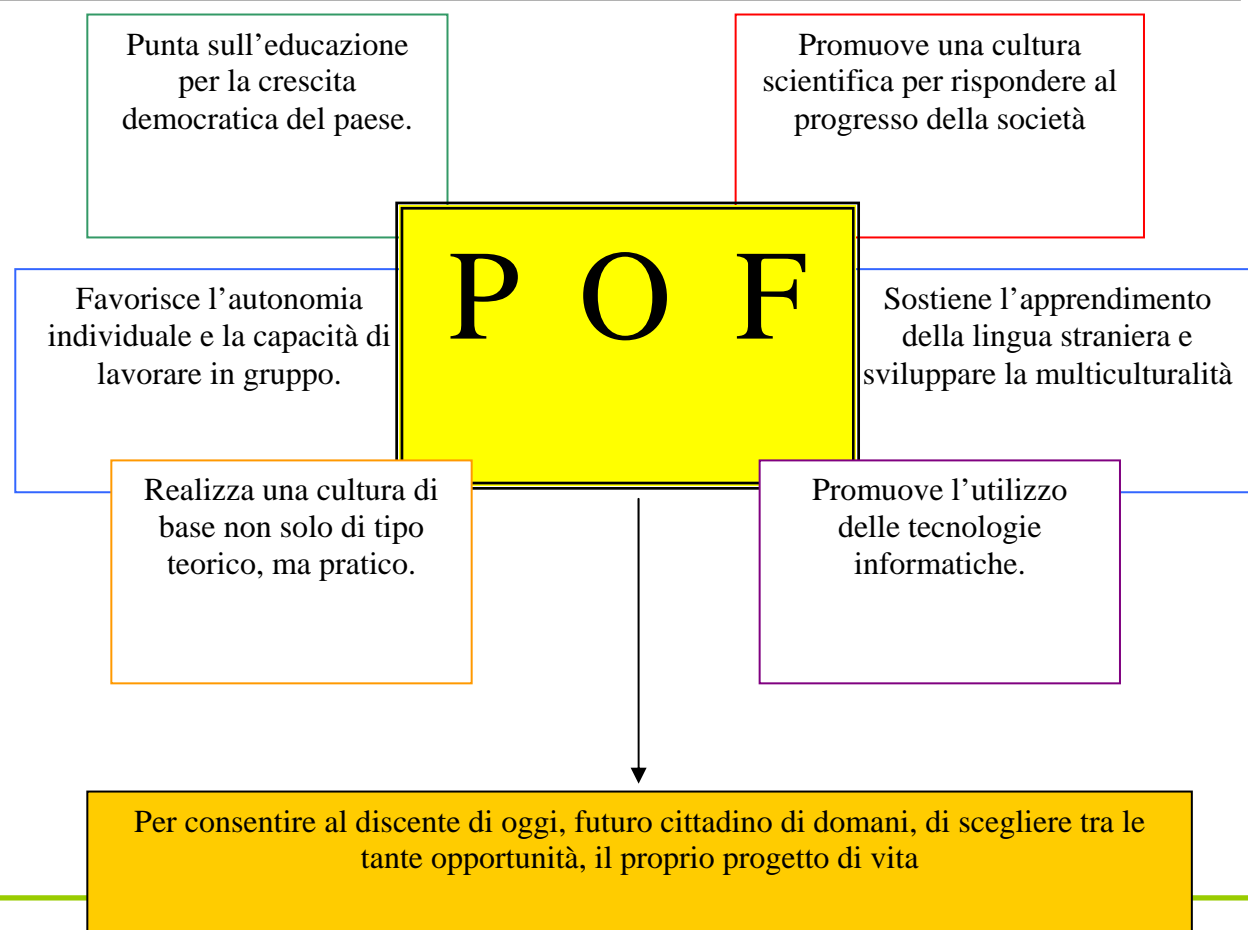 Punta sull’educazione
per la crescita
democratica del paese.
Promuove una cultura
scientifica per rispondere al
progresso della società
P O F
Favorisce l’autonomia
individuale e la capacità di
lavorare in gruppo.
Sostiene l’apprendimento
della lingua straniera e
sviluppare la multiculturalità
Realizza una cultura di
base non solo di tipo
teorico, ma pratico.
Promuove l’utilizzo
delle tecnologie
informatiche.
Per consentire al discente di oggi, futuro cittadino di domani, di scegliere tra le
tante opportunità, il proprio progetto di vita